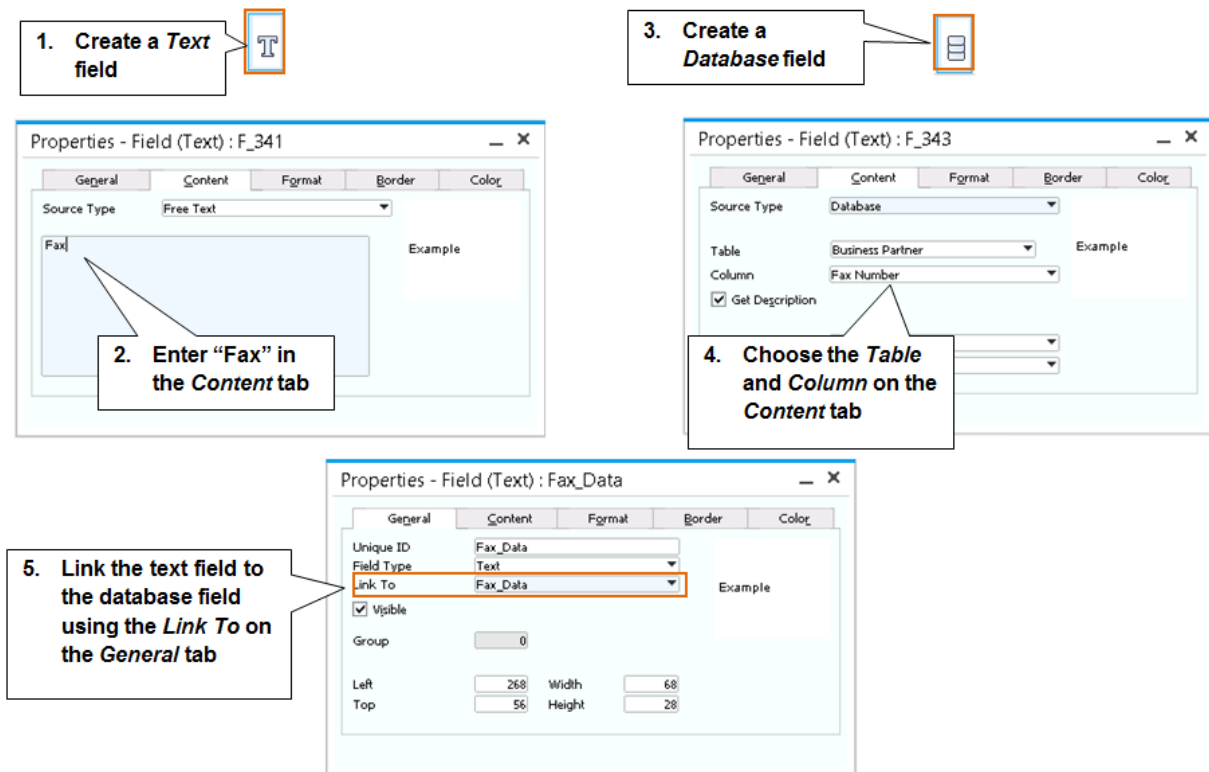 1. Create a Text
field
T
3. Create a
Database field
Properties - Field (Text) : F_341
General Content Format Border Color
Source Type Free Text
Fax
Example
2. Enter “Fax” in
the Content tab
Properties - Field (Text) : F_343
General Content Format Border Color
Source Type Database
Table Business Partner
Example
Column Fax Number
Get Description
4. Choose the Table
and Column on the
Content tab
Properties - Field (Text) : Fax_Data
General Content Format Border Color
Unique ID Fax_Data
Field Type Text
Link To Fax_Data
Example
Visible
Group 0
Left 268 Width 68
Top 56 Height 28
5. Link the text field to
the database field
using the Link To on
the General tab